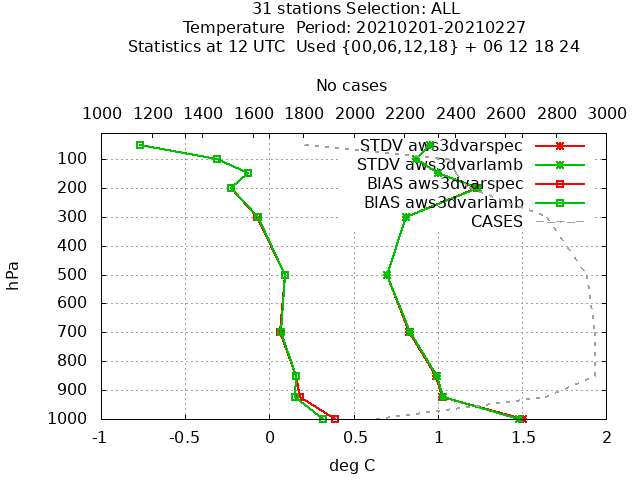 31 stations Selection: ALL
Temperature  Period: 20210201-20210227
Statistics at 12 UTC  Used {00,06,12,18} + 06 12 18 24
No cases
1000 1200 1400 1600 1800 2000 2200 2400 2600 2800 3000
STDV aws3dvarspec
STDV aws3dvarlamb
BIAS aws3dvarspec
BIAS aws3dvarlamb
CASES
hPa
100
200
300
400
500
600
700
800
900
1000
-1 -0.5 0 0.5 1 1.5 2
deg C